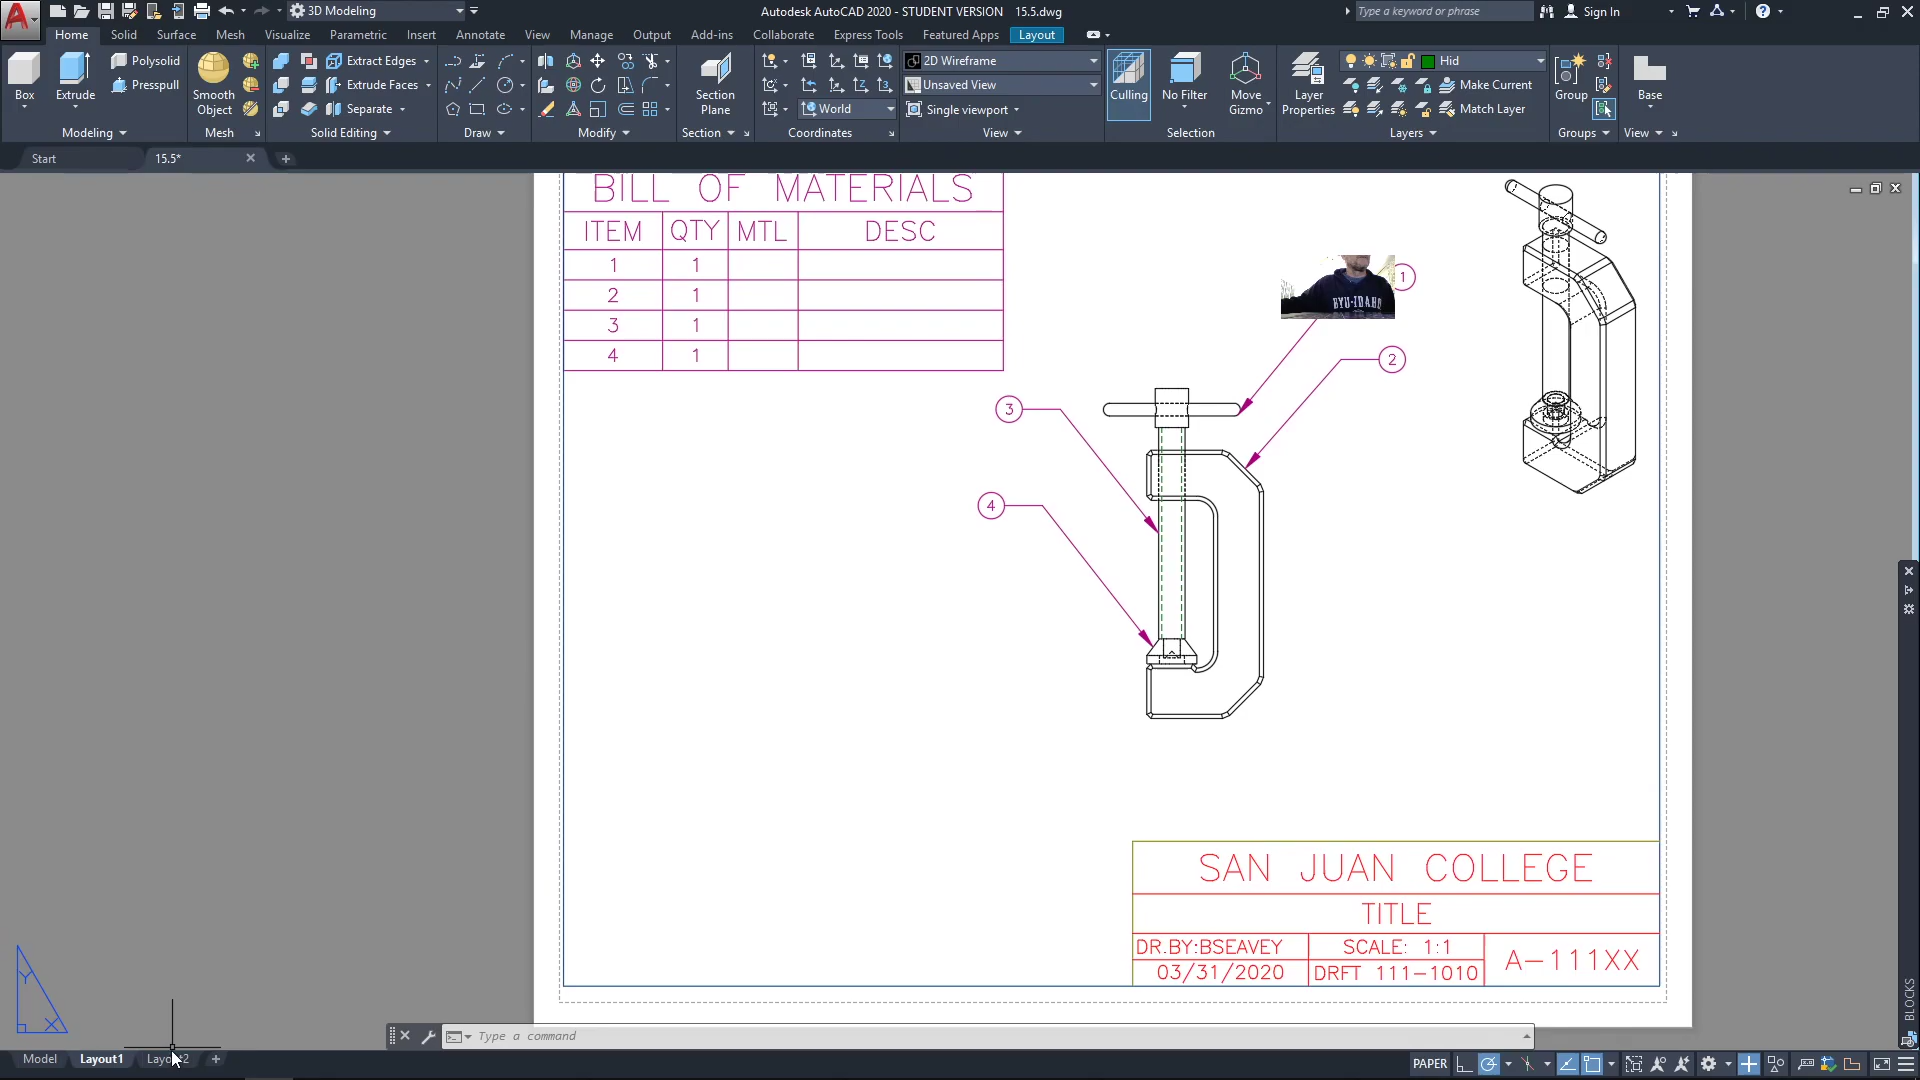 3D Modeling
Autodesk AutoCAD 2020 - STUDENT VERSION 15.5.dwg
Type a keyword or phrase
Sign In
Home Solid Surface Mesh Visualize Parametric Insert Annotate View Manage Output Add-ins Collaborate Express Tools Featured Apps Layout
Polysolid Extract Edges 2D Wireframe Hid
Presspull Extrude Faces Unsaved View Make Current
Box Extrude Smooth Object Separate Section Plane World Single viewport Culling No Filter Move Gizmo Layer Properties Match Layer Group Base
Modeling Mesh Solid Editing Draw Modify Section Coordinates View Selection Layers Groups View
Start 15.5*
BILL OF MATERIALS
ITEM QTY MTL DESC
1 1
2 1
3 1
4 1
1
BYU-IDAHO
2
3
4
SAN JUAN COLLEGE
TITLE
DR.BY:BSEAVEY SCALE: 1:1 A-111XX
03/31/2020 DRFT 111-1010
Y
X
BLOCKS
Type a command
Model Layout1 Layout2
PAPER